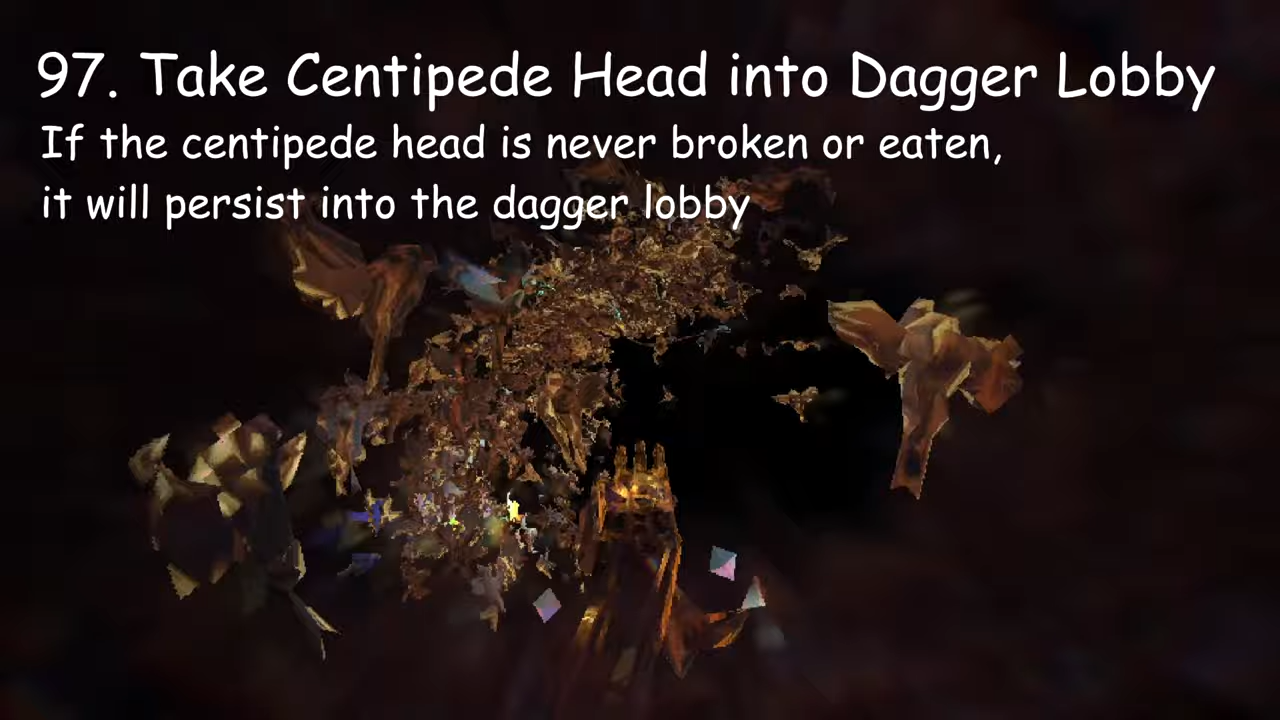 97. Take Centipede Head into Dagger Lobby
If the centipede head is never broken or eaten,
it will persist into the dagger lobby